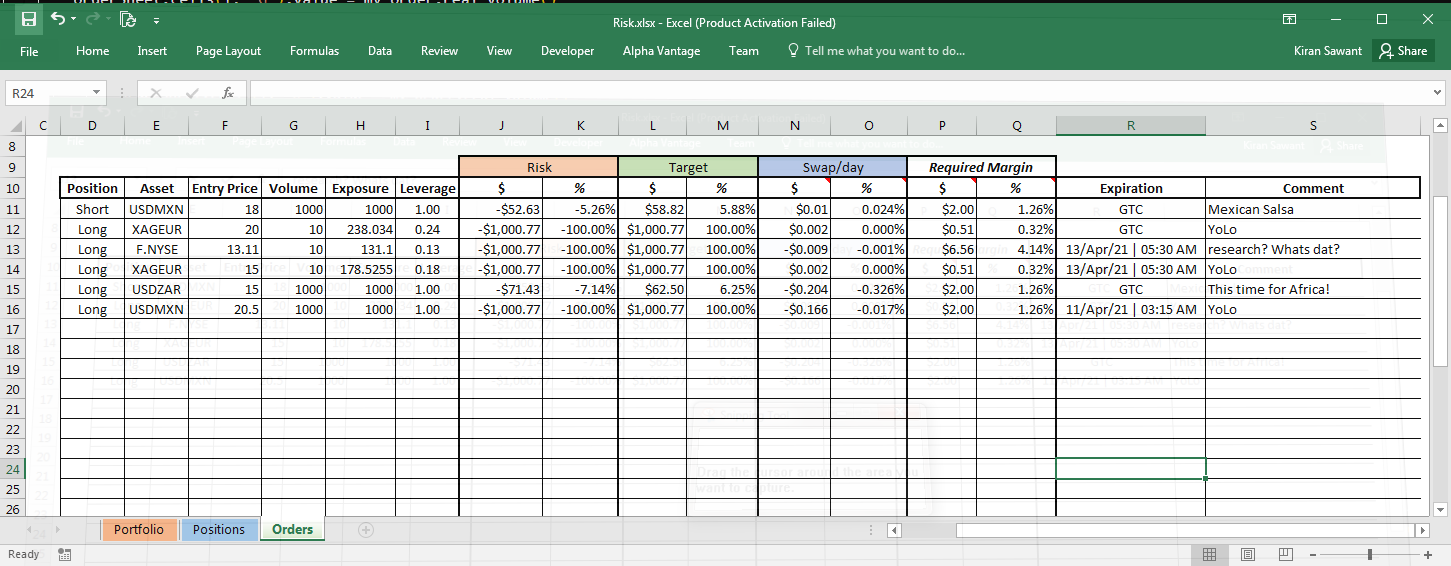 Risk.xlsx - Excel (Product Activation Failed)
File Home Insert Page Layout Formulas Data Review View Developer Alpha Vantage Team Tell me what you want to do... Kiran Sawant Share
R24 fx
C D E F G H I J K L M N O P Q R S
8
9 Risk Target Swap/day Required Margin
10 Position Asset Entry Price Volume Exposure Leverage $ % $ % $ % $ % Expiration Comment
11 Short USDMXN 18 1000 1000 1.00 -$52.63 -5.26% $58.82 5.88% $0.01 0.024% $2.00 1.26% GTC Mexican Salsa
12 Long XAGEUR 20 10 238.034 0.24 -$1,000.77 -100.00% $1,000.77 100.00% $0.002 0.000% $0.51 0.32% GTC YoLo
13 Long F.NYSE 13.11 10 131.1 0.13 -$1,000.77 -100.00% $1,000.77 100.00% -$0.009 -0.001% $6.56 4.14% 13/Apr/21 | 05:30 AM research? Whats dat?
14 Long XAGEUR 15 10 178.5255 0.18 -$1,000.77 -100.00% $1,000.77 100.00% $0.002 0.000% $0.51 0.32% 13/Apr/21 | 05:30 AM YoLo
15 Long USDZAR 15 1000 1000 1.00 -$71.43 -7.14% $62.50 6.25% -$0.204 -0.326% $2.00 1.26% GTC This time for Africa!
16 Long USDMXN 20.5 1000 1000 1.00 -$1,000.77 -100.00% $1,000.77 100.00% -$0.166 -0.017% $2.00 1.26% 11/Apr/21 | 03:15 AM YoLo
17
18
19
20
21
22
23
24
Drag the cursor around the area you
want to capture.
25
26
Portfolio Positions Orders
Ready